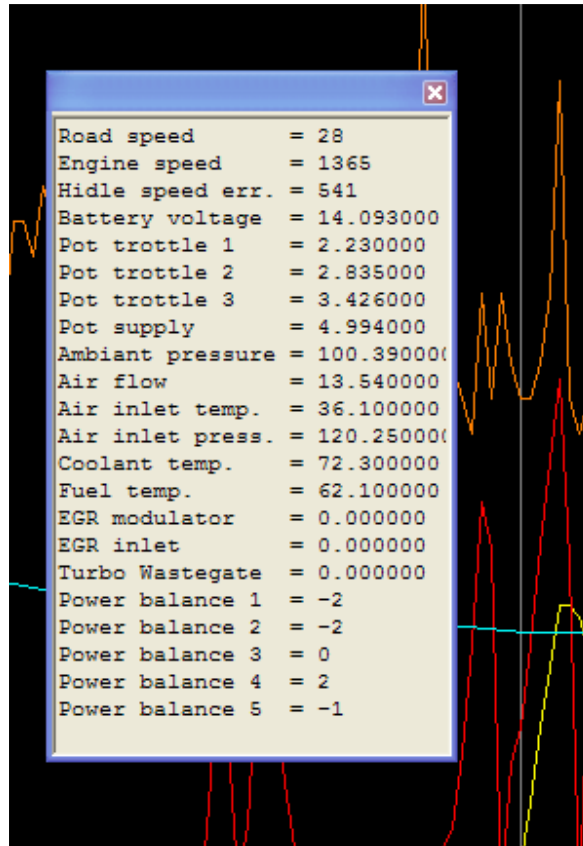 Road speed = 28
Engine speed = 1365
Hidle speed err. = 541
Battery voltage = 14.093000
Pot trottle 1 = 2.230000
Pot trottle 2 = 2.835000
Pot trottle 3 = 3.426000
Pot supply = 4.994000
Ambiant pressure = 100.390000
Air flow = 13.540000
Air inlet temp. = 36.100000
Air inlet press. = 120.250000
Coolant temp. = 72.300000
Fuel temp. = 62.100000
EGR modulator = 0.000000
EGR inlet = 0.000000
Turbo Wastegate = 0.000000
Power balance 1 = -2
Power balance 2 = -2
Power balance 3 = 0
Power balance 4 = 2
Power balance 5 = -1